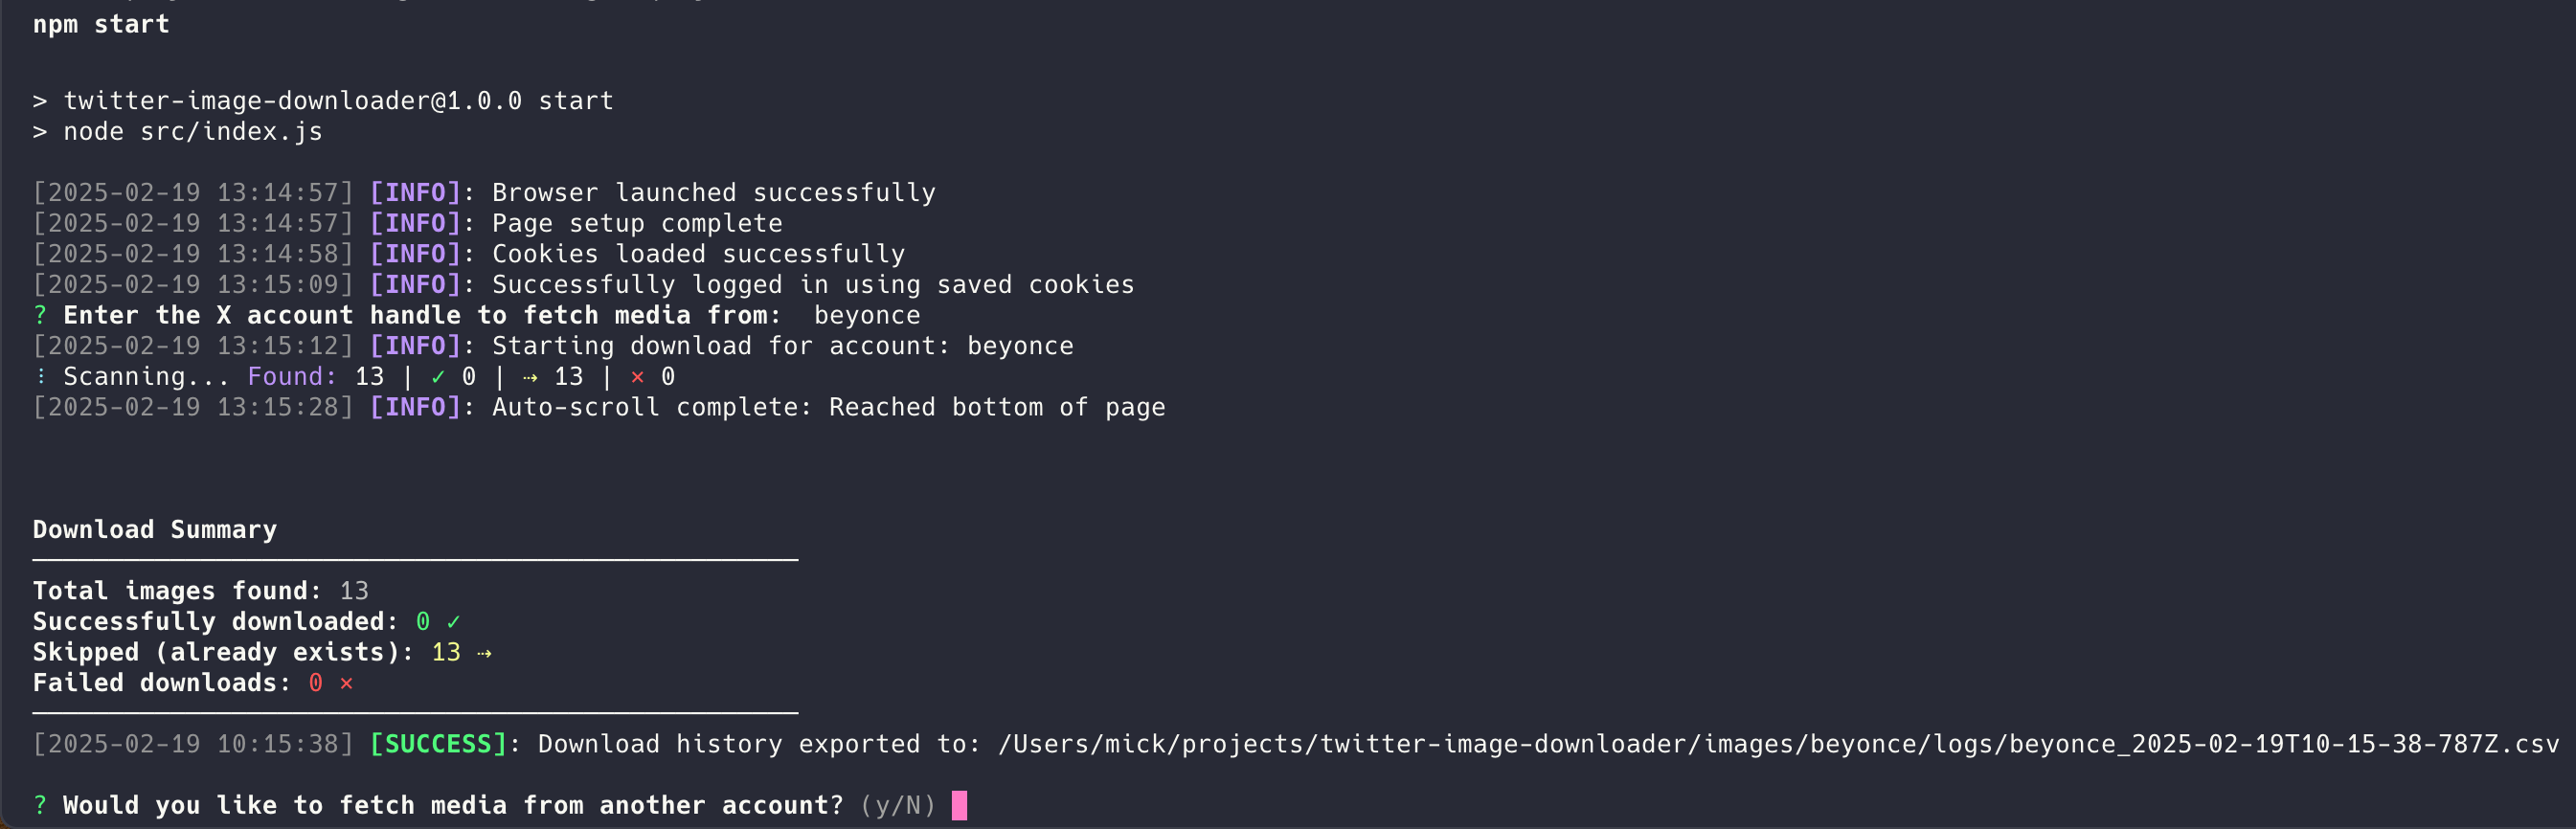 npm start
> twitter-image-downloader@1.0.0 start
> node src/index.js
[2025-02-19 13:14:57] [INFO]: Browser launched successfully
[2025-02-19 13:14:57] [INFO]: Page setup complete
[2025-02-19 13:14:58] [INFO]: Cookies loaded successfully
[2025-02-19 13:15:09] [INFO]: Successfully logged in using saved cookies
? Enter the X account handle to fetch media from:  beyonce
[2025-02-19 13:15:12] [INFO]: Starting download for account: beyonce
⁝ Scanning... Found: 13 | ✓ 0 | ⇢ 13 | × 0
[2025-02-19 13:15:28] [INFO]: Auto-scroll complete: Reached bottom of page
Download Summary
Total images found: 13
Successfully downloaded: 0 ✓
Skipped (already exists): 13 ⇢
Failed downloads: 0 ×
[2025-02-19 10:15:38] [SUCCESS]: Download history exported to: /Users/mick/projects/twitter-image-downloader/images/beyonce/logs/beyonce_2025-02-19T10-15-38-787Z.csv
? Would you like to fetch media from another account? (y/N)